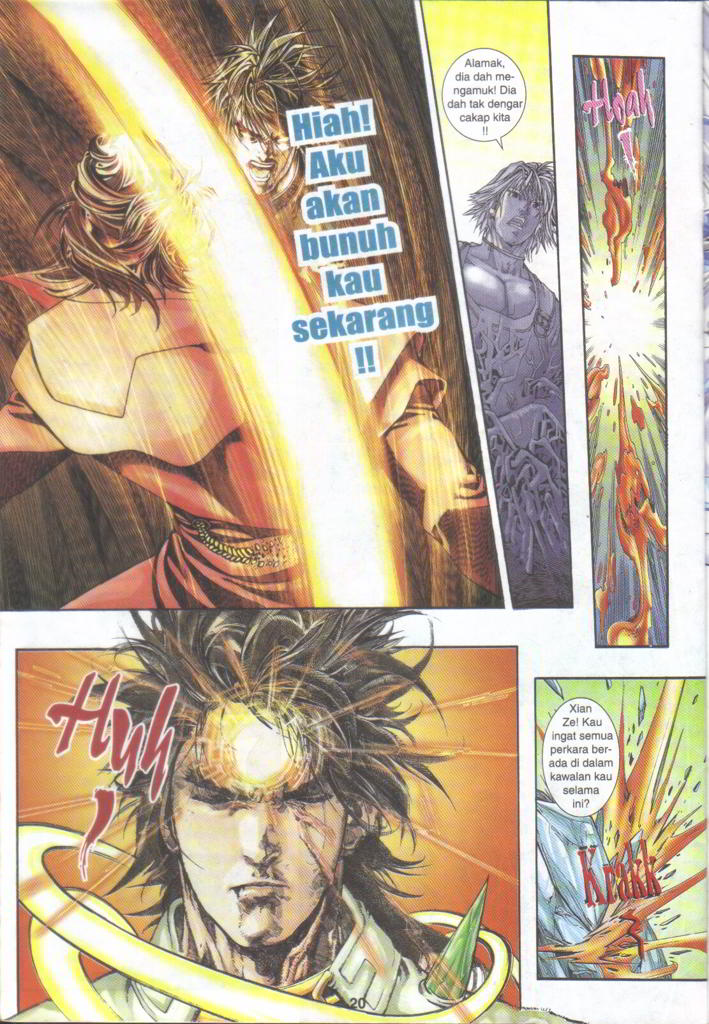 Hiah!
Aku
akan
bunuh
kau
sekarang
!!
Alamak,
dia dah me-
ngamuk! Dia
dah tak dengar
cakap kita
!!
Hoah
!
Huh
,
Xian
Ze! Kau
ingat semua
perkara ber-
ada di dalam
kawalan kau
selama
ini?
Krakk
20